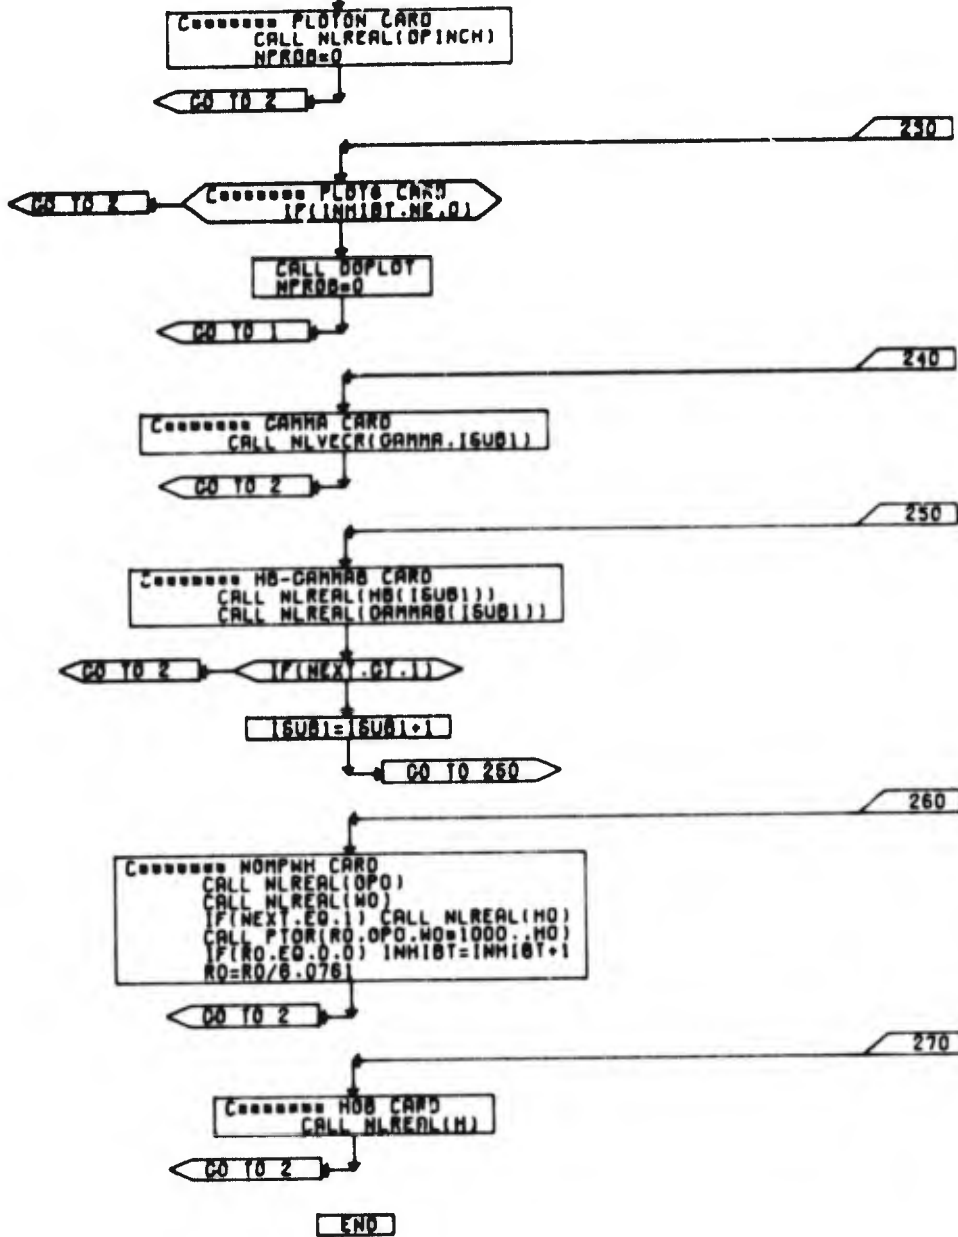 C******* PLOTON CARD
CALL NLREAL(OPINCH)
NPROB=0
GO TO 2
230
C******* PLOT6 CARD
GO TO 2
IF(INHIBT.NE.0)
CALL DOPLOT
NPROB=0
GO TO 1
240
C******* GAMMA CARD
CALL NLVECR(GAMMA,ISUB1)
GO TO 2
250
C******* HB-GAMMAB CARD
CALL NLREAL(HB(ISUB1))
CALL NLREAL(GAMMAB(ISUB1))
GO TO 2
IF(NEXT.GT.1)
ISUB1=ISUB1+1
GO TO 250
260
C******* NOMPWH CARD
CALL NLREAL(OPO)
CALL NLREAL(WO)
IF(NEXT.EQ.1) CALL NLREAL(HO)
CALL PTOR(RO,OPO,WO*1000.,HO)
IF(RO.EQ.0.0) INHIBT=INHIBT+1
RO=RO/6.0761
GO TO 2
270
C******* HOB CARD
CALL NLREAL(H)
GO TO 2
END